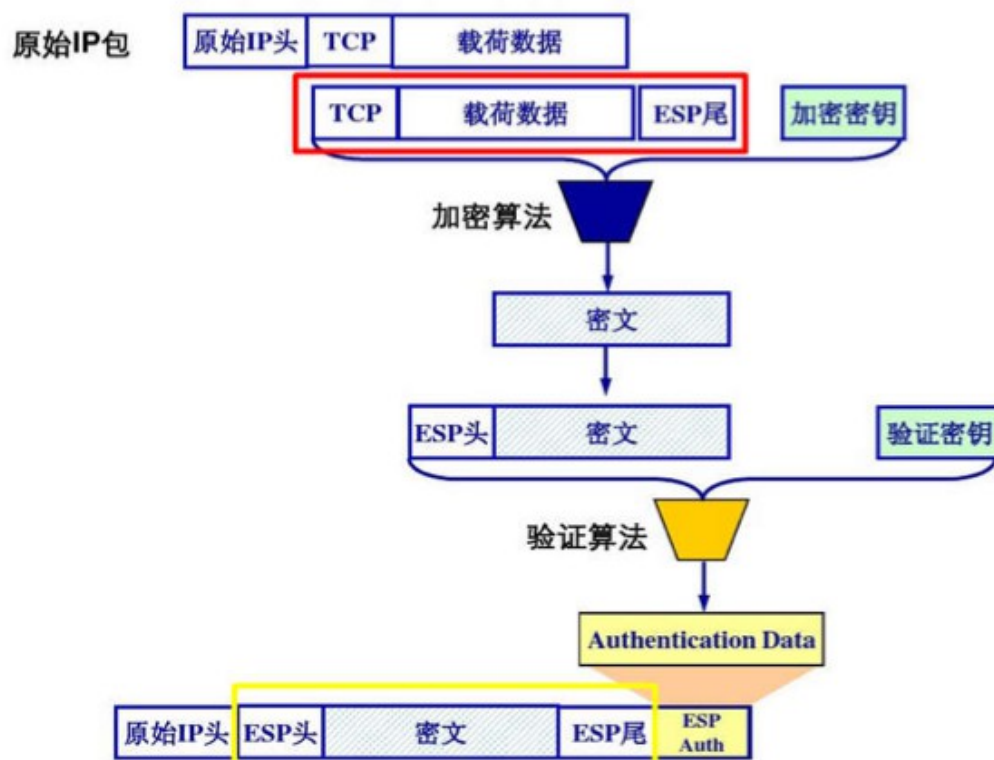 原始IP包 原始IP头 TCP 载荷数据
TCP 载荷数据 ESP尾 加密密钥
加密算法
密文
ESP头 密文 验证密钥
验证算法
Authentication Data
原始IP头 ESP头 密文 ESP尾 ESP
Auth